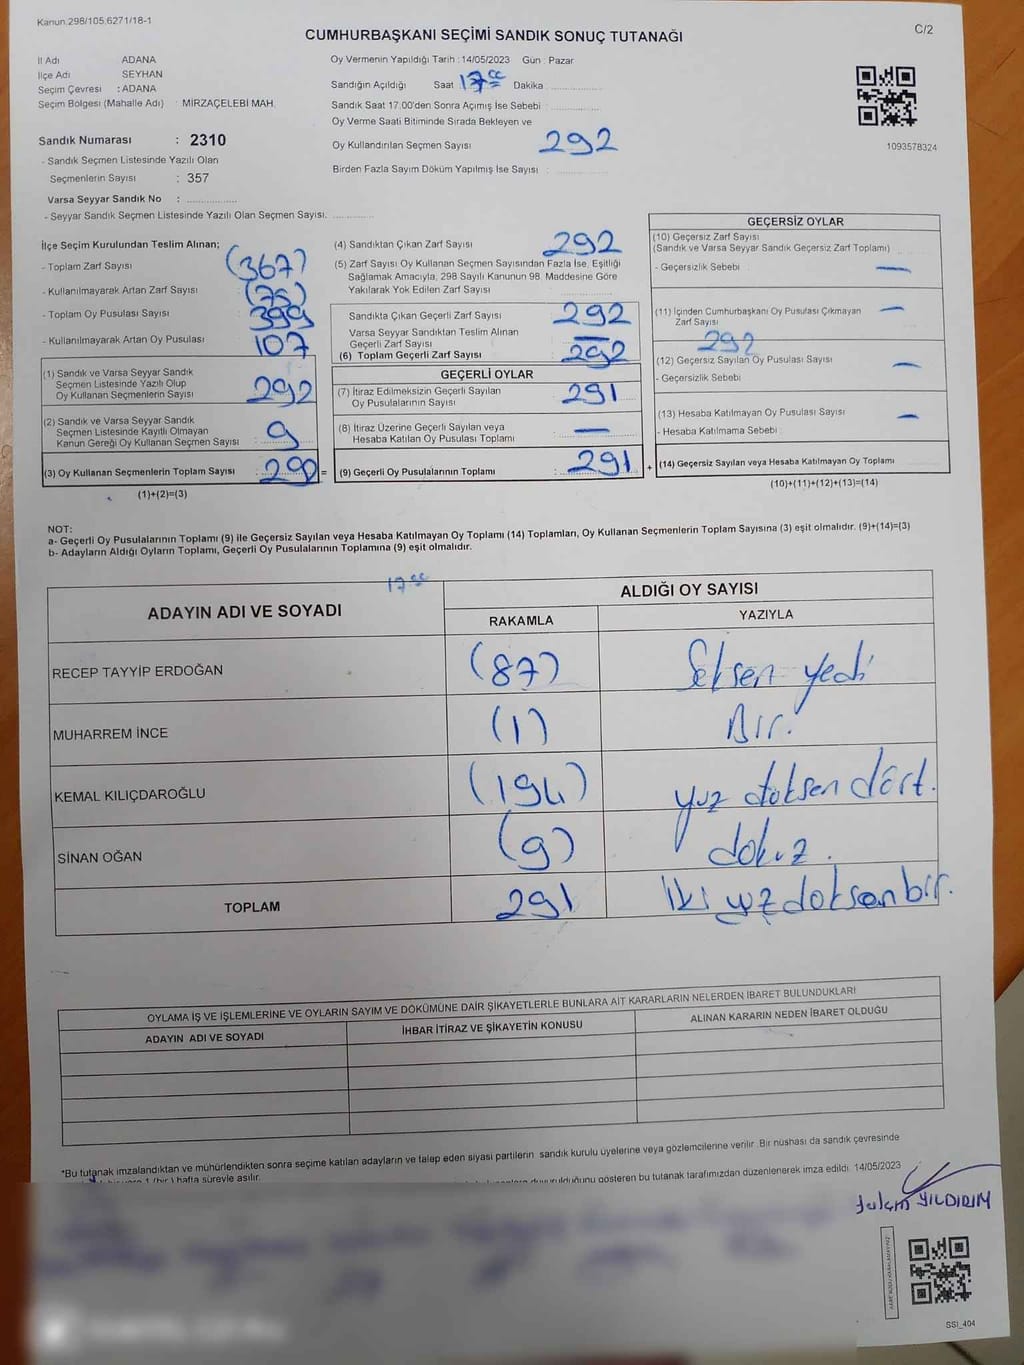 Kanun.298/105,6271/18-1
CUMHURBAŞKANI SEÇİMİ SANDIK SONUÇ TUTANAĞI
C/2
İl Adı ADANA
İlçe Adı SEYHAN
Seçim Çevresi : ADANA
Seçim Bölgesi (Mahalle Adı) : MİRZAÇELEBİ MAH.
Oy Vermenin Yapıldığı Tarih : 14/05/2023 Gün : Pazar
Sandığın Açıldığı Saat 17.00 Dakika
Sandık Saat 17.00'den Sonra Açımış İse Sebebi :
Oy Verme Saati Bitiminde Sırada Bekleyen ve
Oy Kullandırılan Seçmen Sayısı 292
Birden Fazla Sayım Döküm Yapılmış İse Sayısı :
1093578324
Sandık Numarası : 2310
- Sandık Seçmen Listesinde Yazılı Olan
Seçmenlerin Sayısı : 357
Varsa Seyyar Sandık No :
- Seyyar Sandık Seçmen Listesinde Yazılı Olan Seçmen Sayısı.
İlçe Seçim Kurulundan Teslim Alınan;
- Toplam Zarf Sayısı (367)
- Kullanılmayarak Artan Zarf Sayısı (75)
- Toplam Oy Pusulası Sayısı 399
- Kullanılmayarak Artan Oy Pusulası 107
(1) Sandık ve Varsa Seyyar Sandık
Seçmen Listesinde Yazılı Olup
Oy Kullanan Seçmenlerin Sayısı 292
(2) Sandık ve Varsa Seyyar Sandık
Seçmen Listesinde Kayıtlı Olmayan
Kanun Gereği Oy Kullanan Seçmen Sayısı : 9
(3) Oy Kullanan Seçmenlerin Toplam Sayısı =
(1)+(2)=(3)
(4) Sandıktan Çıkan Zarf Sayısı 292
(5) Zarf Sayısı Oy Kullanan Seçmen Sayısından Fazla İse, Eşitliği
Sağlamak Amacıyla, 298 Sayılı Kanunun 98. Maddesine Göre
Yakılarak Yok Edilen Zarf Sayısı
Sandıkta Çıkan Geçerli Zarf Sayısı 292
Varsa Seyyar Sandıktan Teslim Alınan
Geçerli Zarf Sayısı —
(6) Toplam Geçerli Zarf Sayısı 292
GEÇERLİ OYLAR
(7) İtiraz Edilmeksizin Geçerli Sayılan
Oy Pusulalarının Sayısı : 291
(8) İtiraz Üzerine Geçerli Sayılan veya
Hesaba Katılan Oy Pusulası Toplamı : —
(9) Geçerli Oy Pusulalarının Toplamı : 291 +
GEÇERSİZ OYLAR
(10) Geçersiz Zarf Sayısı
(Sandık ve Varsa Seyyar Sandık Geçersiz Zarf Toplamı)
- Geçersizlik Sebebi —
(11) İçinden Cumhurbaşkanı Oy Pusulası Çıkmayan —
Zarf Sayısı
292
(12) Geçersiz Sayılan Oy Pusulası Sayısı —
- Geçersizlik Sebebi
(13) Hesaba Katılmayan Oy Pusulası Sayısı —
- Hesaba Katılmama Sebebi
(14) Geçersiz Sayılan veya Hesaba Katılmayan Oy Toplamı
(10)+(11)+(12)+(13)=(14)
NOT:
a- Geçerli Oy Pusulalarının Toplamı (9) ile Geçersiz Sayılan veya Hesaba Katılmayan Oy Toplamı (14) Toplamları, Oy Kullanan Seçmenlerin Toplam Sayısına (3) eşit olmalıdır. (9)+(14)=(3)
b- Adayların Aldığı Oyların Toplamı, Geçerli Oy Pusulalarının Toplamına (9) eşit olmalıdır.
17.00
ADAYIN ADI VE SOYADI ALDIĞI OY SAYISI
RAKAMLA YAZIYLA
RECEP TAYYİP ERDOĞAN (87) Seksen yedi
MUHARREM İNCE (1) Bir.
KEMAL KILIÇDAROĞLU (194) yuz doksan dört.
SİNAN OĞAN (9) dokuz.
TOPLAM 291 iki yüz doksanbir.
OYLAMA İŞ VE İŞLEMLERİNE VE OYLARIN SAYIM VE DÖKÜMÜNE DAİR ŞİKAYETLERLE BUNLARA AİT KARARLARIN NELERDEN İBARET BULUNDUKLARI
ADAYIN ADI VE SOYADI İHBAR İTİRAZ VE ŞİKAYETİN KONUSU ALINAN KARARIN NEDEN İBARET OLDUĞU
*Bu tutanak imzalandıktan ve mühürlendikten sonra seçime katılan adayların ve talep eden siyasi partilerin sandık kurulu üyelerine veya gözlemcilerine verilir. Bir nüshası da sandık çevresinde
1 (bir) hafta süreyle asılır.
duyurulduğunu gösteren bu tutanak tarafımızdan düzenlenerek imza edildi. 14/05/2023
YILDIRIM
SSI_404